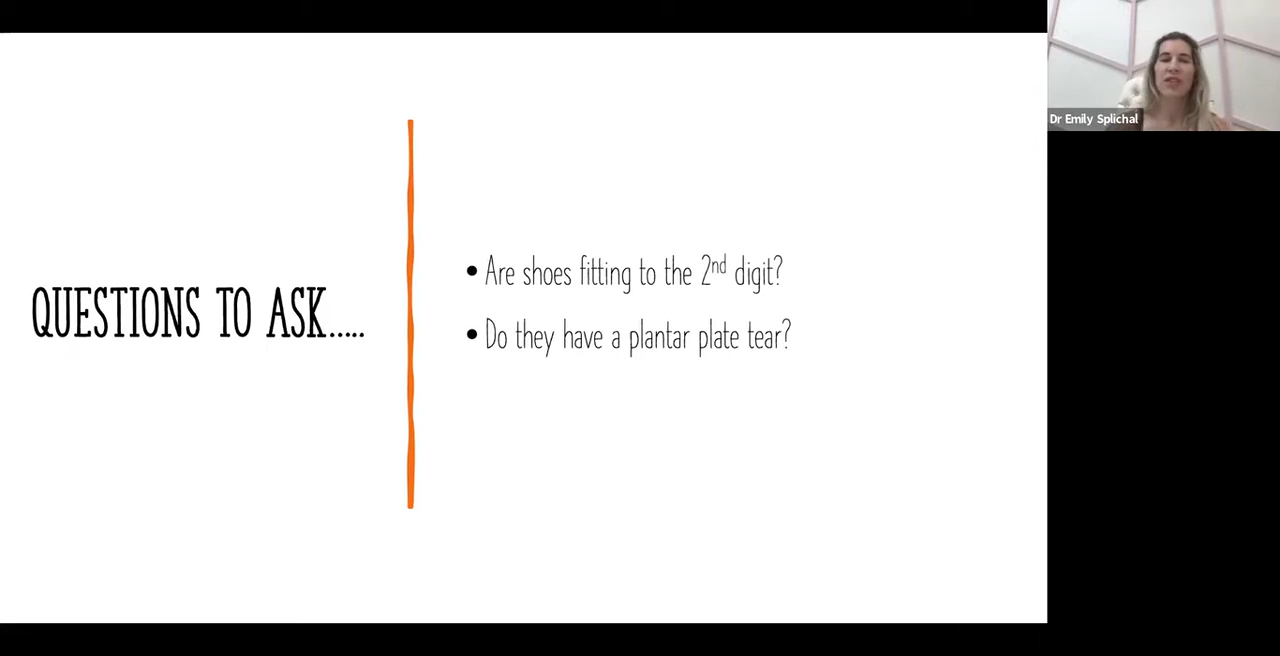 QUESTIONS TO ASK.....
• Are shoes fitting to the 2nd digit?
• Do they have a plantar plate tear?
Dr Emily Splichal